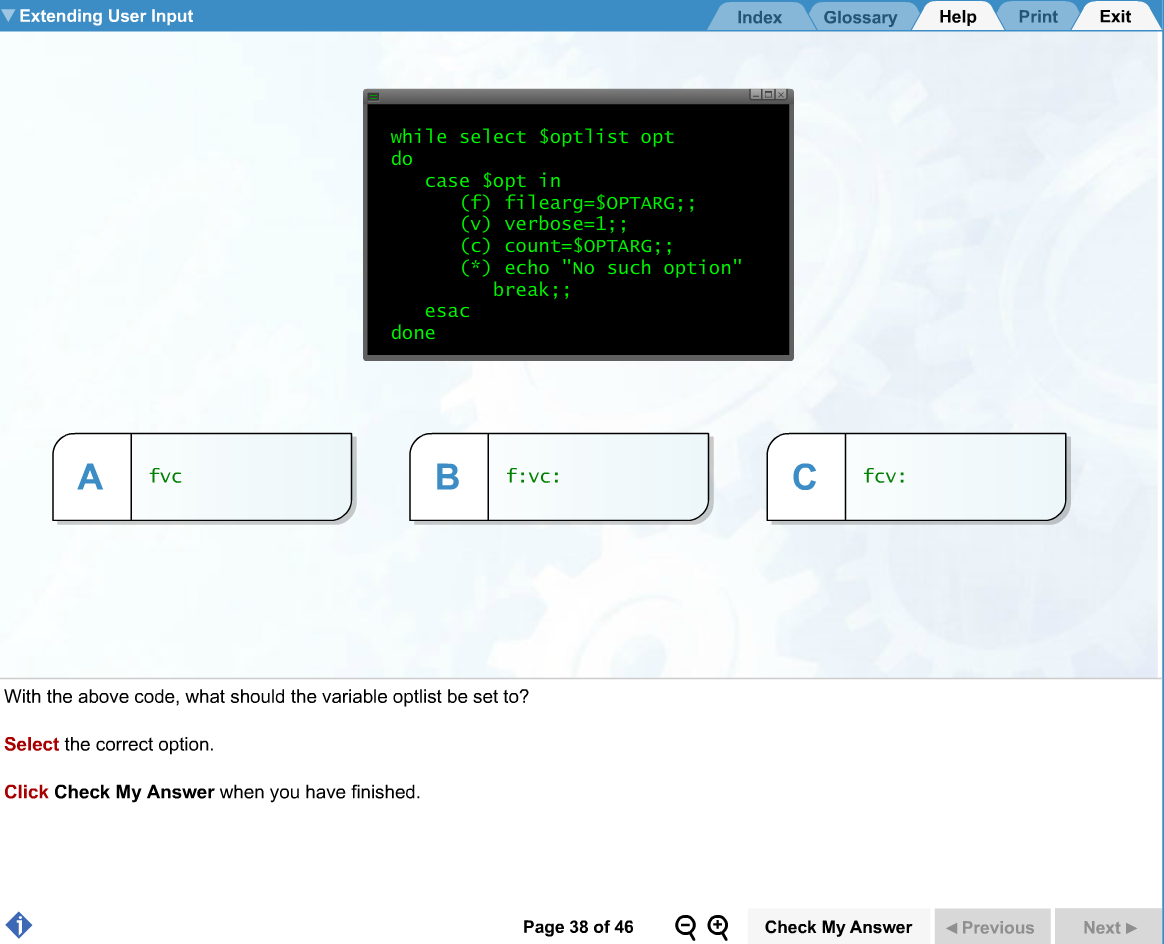 Extending User Input
Index
Glossary
Help
Print
Exit
while select $optlist opt
do
case $opt in
(f) filearg=$OPTARG;;
(v) verbose=1;;
(c) count=$OPTARG;;
(*) echo "No such option"
break;;
esac
done
A fvc
B f:vc:
C fcv:
With the above code, what should the variable optlist be set to?
Select the correct option.
Click Check My Answer when you have finished.
i
Page 38 of 46
Check My Answer
Previous
Next